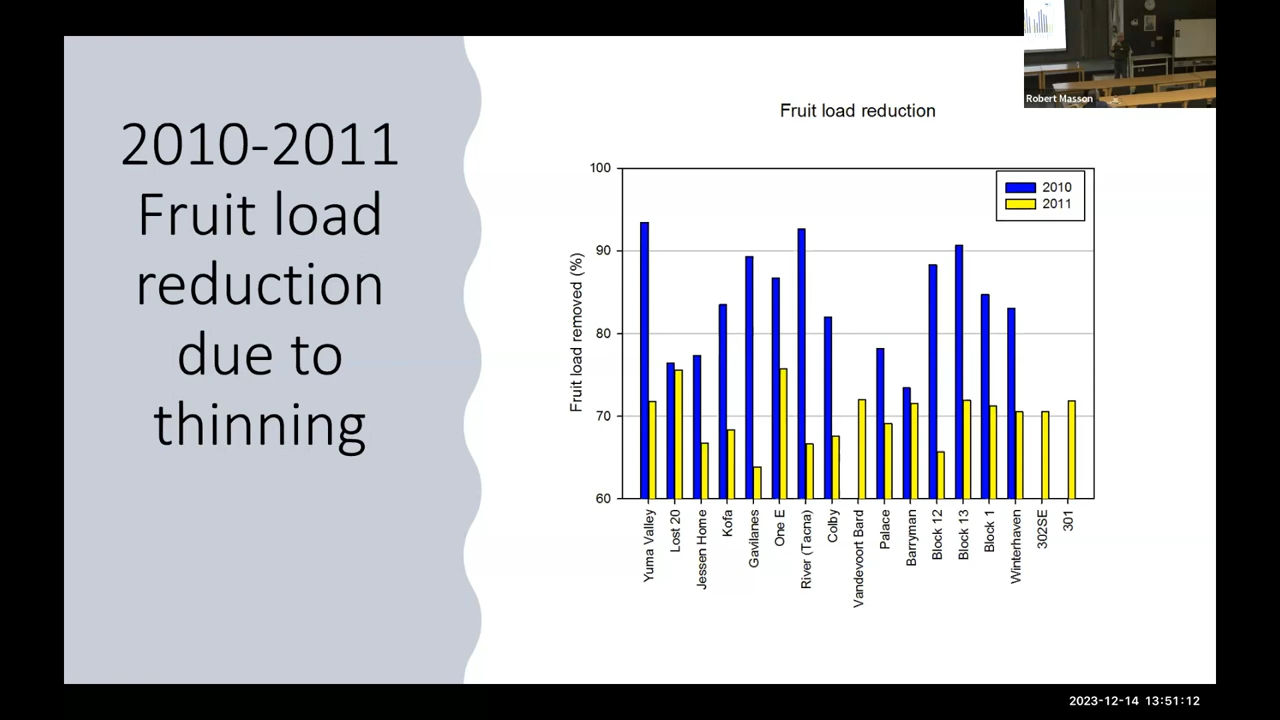 2010-2011
Fruit load
reduction
due to
thinning
Robert Masson
Fruit load reduction
Fruit load removed (%)
100
90
80
70
60
2010
2011
Yuma Valley
Lost 20
Jessen Home
Kofa
Gavilanes
One E
River (Tacna)
Colby
Vandevoort Bard
Palace
Barryman
Block 12
Block 13
Block 1
Winterhaven
302SE
301
2023-12-14 13:51:12